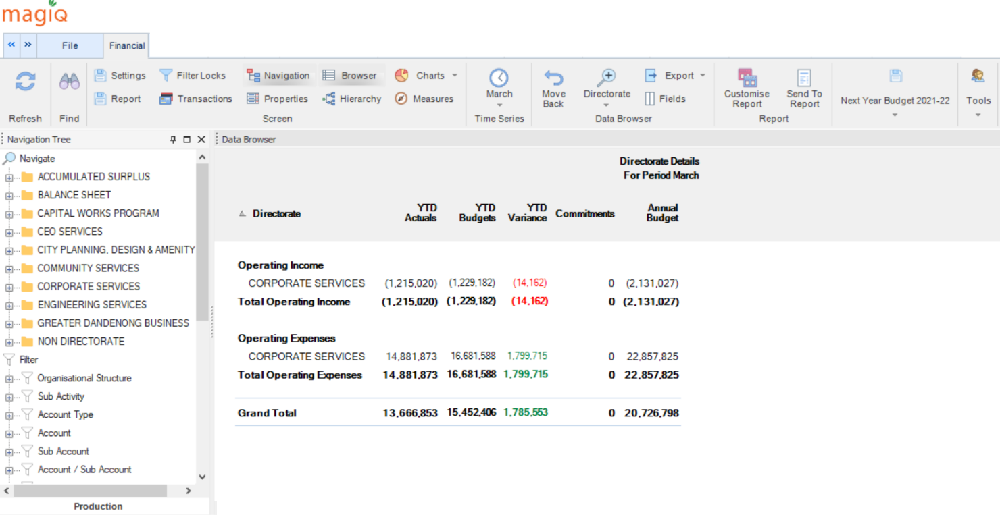 magiq
« » File Financial
Settings Filter Locks Navigation Browser Charts
Report Transactions Properties Hierarchy Measures
March
Move Back
Directorate
Export
Fields
Customise Report
Send To Report
Next Year Budget 2021-22
Tools
Refresh Find Screen Time Series Data Browser Report
Navigation Tree
Data Browser
Navigate
ACCUMULATED SURPLUS
BALANCE SHEET
CAPITAL WORKS PROGRAM
CEO SERVICES
CITY PLANNING, DESIGN & AMENITY
COMMUNITY SERVICES
CORPORATE SERVICES
ENGINEERING SERVICES
GREATER DANDENONG BUSINESS
NON DIRECTORATE
Filter
Organisational Structure
Sub Activity
Account Type
Account
Sub Account
Account / Sub Account
Production
Directorate Details
For Period March
Directorate YTD Actuals YTD Budgets YTD Variance Commitments Annual Budget
Operating Income
CORPORATE SERVICES (1,215,020) (1,229,182) (14,162) 0 (2,131,027)
Total Operating Income (1,215,020) (1,229,182) (14,162) 0 (2,131,027)
Operating Expenses
CORPORATE SERVICES 14,881,873 16,681,588 1,799,715 0 22,857,825
Total Operating Expenses 14,881,873 16,681,588 1,799,715 0 22,857,825
Grand Total 13,666,853 15,452,406 1,785,553 0 20,726,798